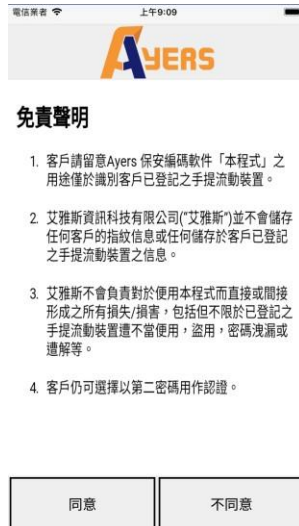 電信業者 上午9:09
AYERS
免責聲明
1. 客戶請留意Ayers 保安編碼軟件「本程式」之
用途僅於識別客戶已登記之手提流動裝置。
2. 艾雅斯資訊科技有限公司("艾雅斯")並不會儲存
任何客戶的指紋信息或任何儲存於客戶已登記
之手提流動裝置之信息。
3. 艾雅斯不會負責對於便用本程式而直接或間接
形成之所有損失/損害,包括但不限於已登記之
手提流動裝置遭不當便用,盜用,密碼洩漏或
遭解等。
4. 客戶仍可選擇以第二密碼用作認證。
同意 不同意